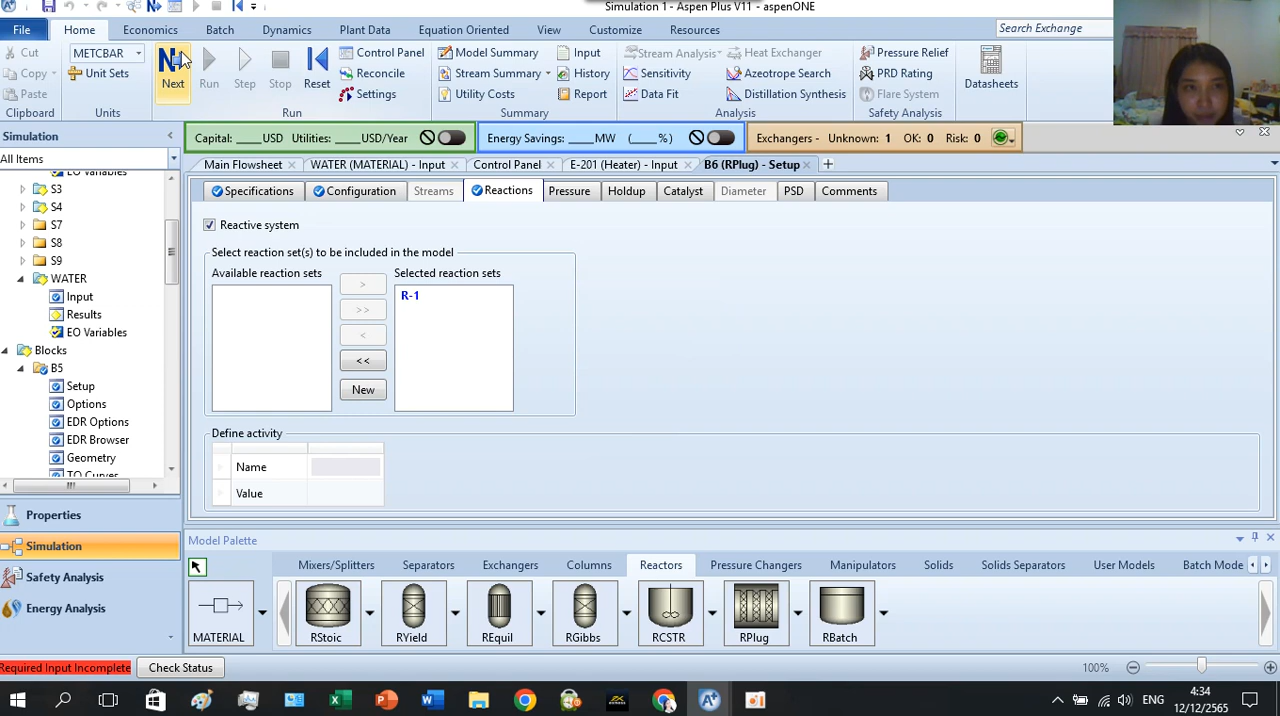 Simulation 1 - Aspen Plus V11 - aspenONE
File Home Economics Batch Dynamics Plantdata Equation Oriented View Customize Resources Search Exchange
Cut METCBAR Control Panel Model Summary Input Stream Analysis Heat Exchanger Pressure Relief
Copy Unit Sets Next Run Step Stop Reset Reconcile Stream Summary History Sensitivity Azeotrope Search PRD Rating Datasheets
Paste Settings Utility Costs Report Data Fit Distillation Synthesis Flare System
Clipboard Units Run Summary Analysis Safety Analysis
Simulation Capital: USD Utilities: USD/Year Energy Savings: MW ( %) Exchangers - Unknown: 1 OK: 0 Risk: 0
All Items Main Flowsheet WATER (MATERIAL) - Input Control Panel E-201 (Heater) - Input B6 (RPlug) - Setup
EO Variables
S3 Specifications Configuration Streams Reactions Pressure Holdup Catalyst Diameter PSD Comments
S4
S7 Reactive system
S8 Select reaction set(s) to be included in the model
S9 Available reaction sets > Selected reaction sets
WATER
Input R-1
Results >>
EO Variables <
Blocks <<
B5
Setup New
Options
EDR Options Define activity
EDR Browser
Geometry Name
TQ Curves Value
Properties
Simulation Model Palette
Safety Analysis Mixers/Splitters Separators Exchangers Columns Reactors Pressure Changers Manipulators Solids Solids Separators User Models Batch Mode
Energy Analysis
MATERIAL RStoic RYield REquil RGibbs RCSTR RPlug RBatch
Required Input Incomplete Check Status 100%
ENG 4:34
12/12/2565